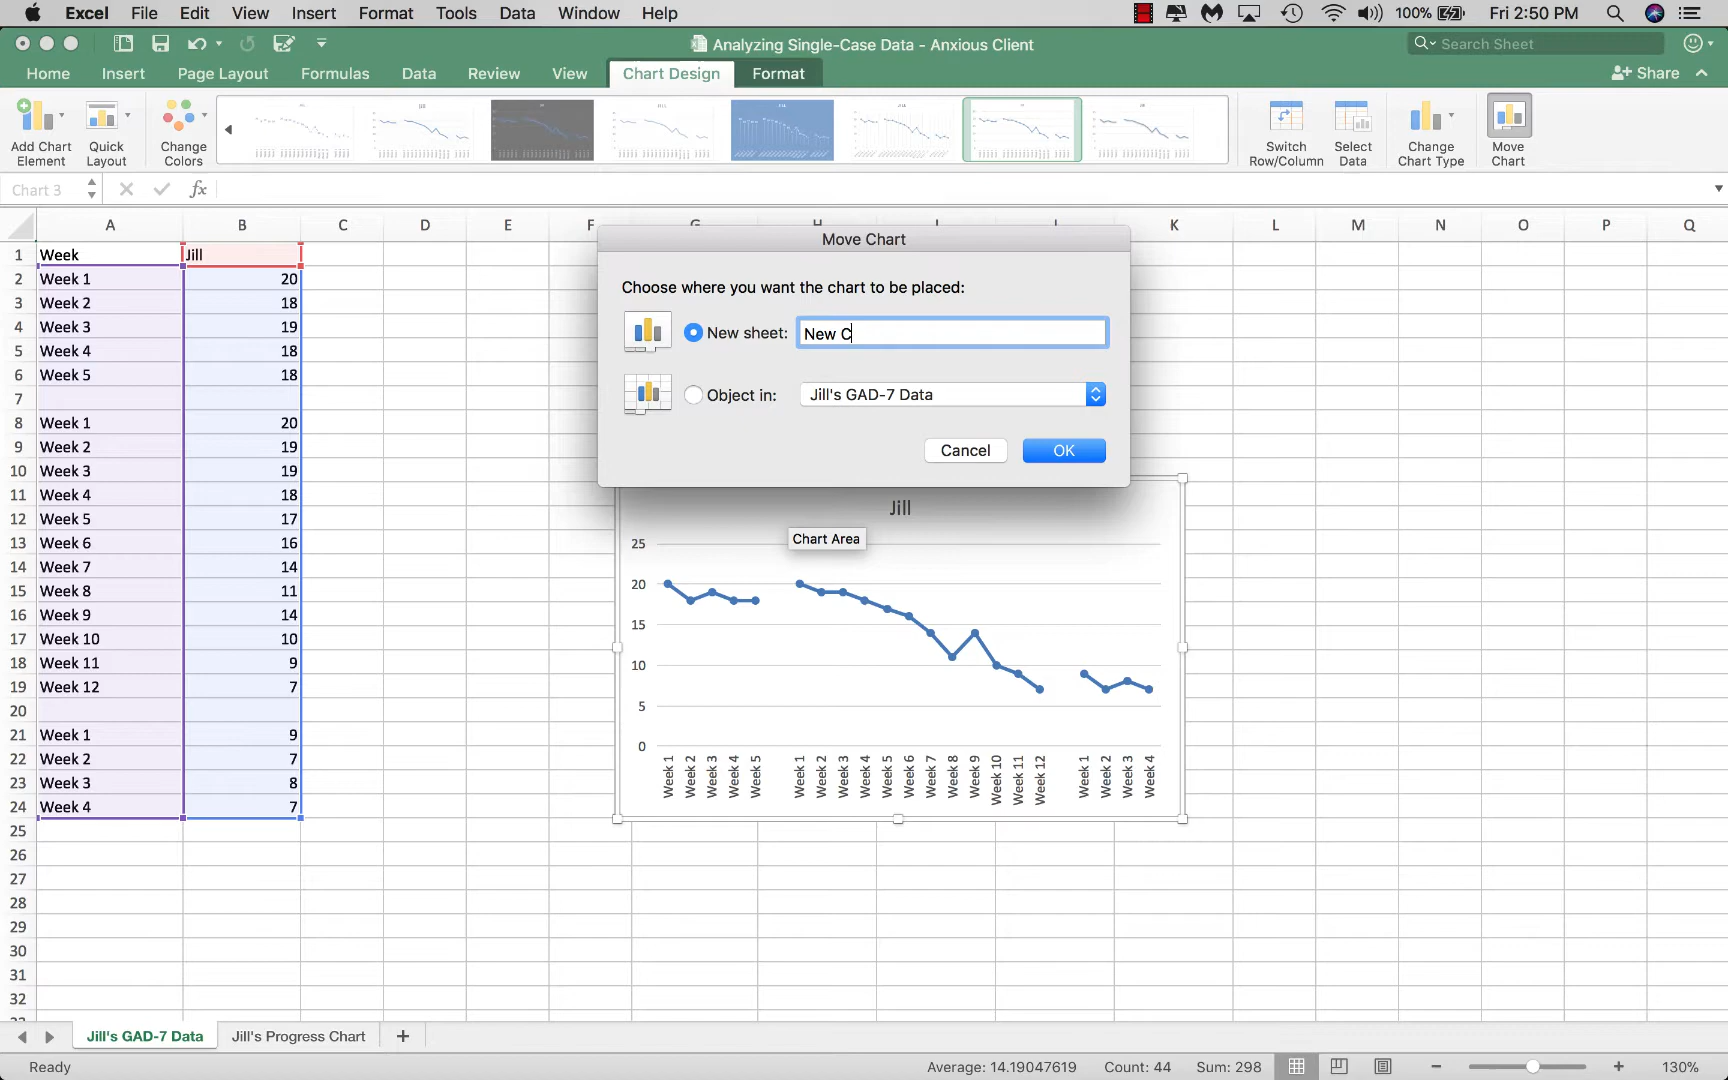 Excel File Edit View Insert Format Tools Data Window Help 100% Fri 2:50 PM
Analyzing Single-Case Data - Anxious Client
Search Sheet
Home Insert Page Layout Formulas Data Review View Chart Design Format Share
Add Chart Element
Quick Layout
Change Colors
Switch Row/Column
Select Data
Change Chart Type
Move Chart
Chart 3 fx
A B C D E F G H I J K L M N O P Q
1 Week Jill
2 Week 1 20
3 Week 2 18
4 Week 3 19
5 Week 4 18
6 Week 5 18
7
8 Week 1 20
9 Week 2 19
10 Week 3 19
11 Week 4 18
12 Week 5 17
13 Week 6 16
14 Week 7 14
15 Week 8 11
16 Week 9 14
17 Week 10 10
18 Week 11 9
19 Week 12 7
20
21 Week 1 9
22 Week 2 7
23 Week 3 8
24 Week 4 7
25
26
27
28
29
30
31
32
Move Chart
Choose where you want the chart to be placed:
New sheet: New C
Object in: Jill's GAD-7 Data
Cancel OK
Jill
Chart Area
25
20
15
10
5
0
Week 1 Week 2 Week 3 Week 4 Week 5 Week 1 Week 2 Week 3 Week 4 Week 5 Week 6 Week 7 Week 8 Week 9 Week 10 Week 11 Week 12 Week 1 Week 2 Week 3 Week 4
Jill's GAD-7 Data Jill's Progress Chart +
Ready Average: 14.19047619 Count: 44 Sum: 298 130%